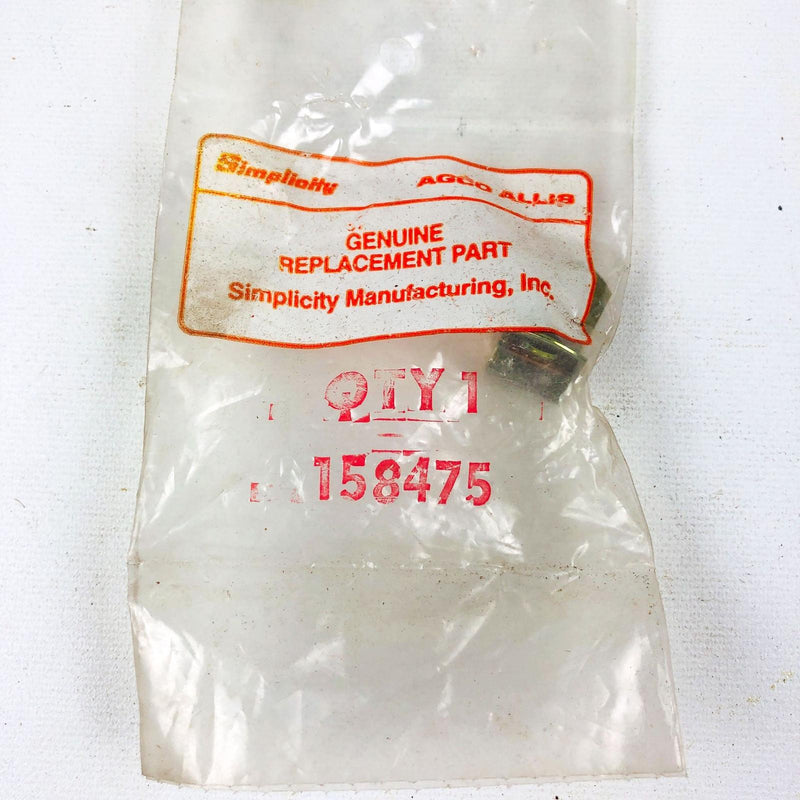 Simplicity AGCO ALLIS
GENUINE
REPLACEMENT PART
Simplicity Manufacturing, Inc.
QTY 1
158475